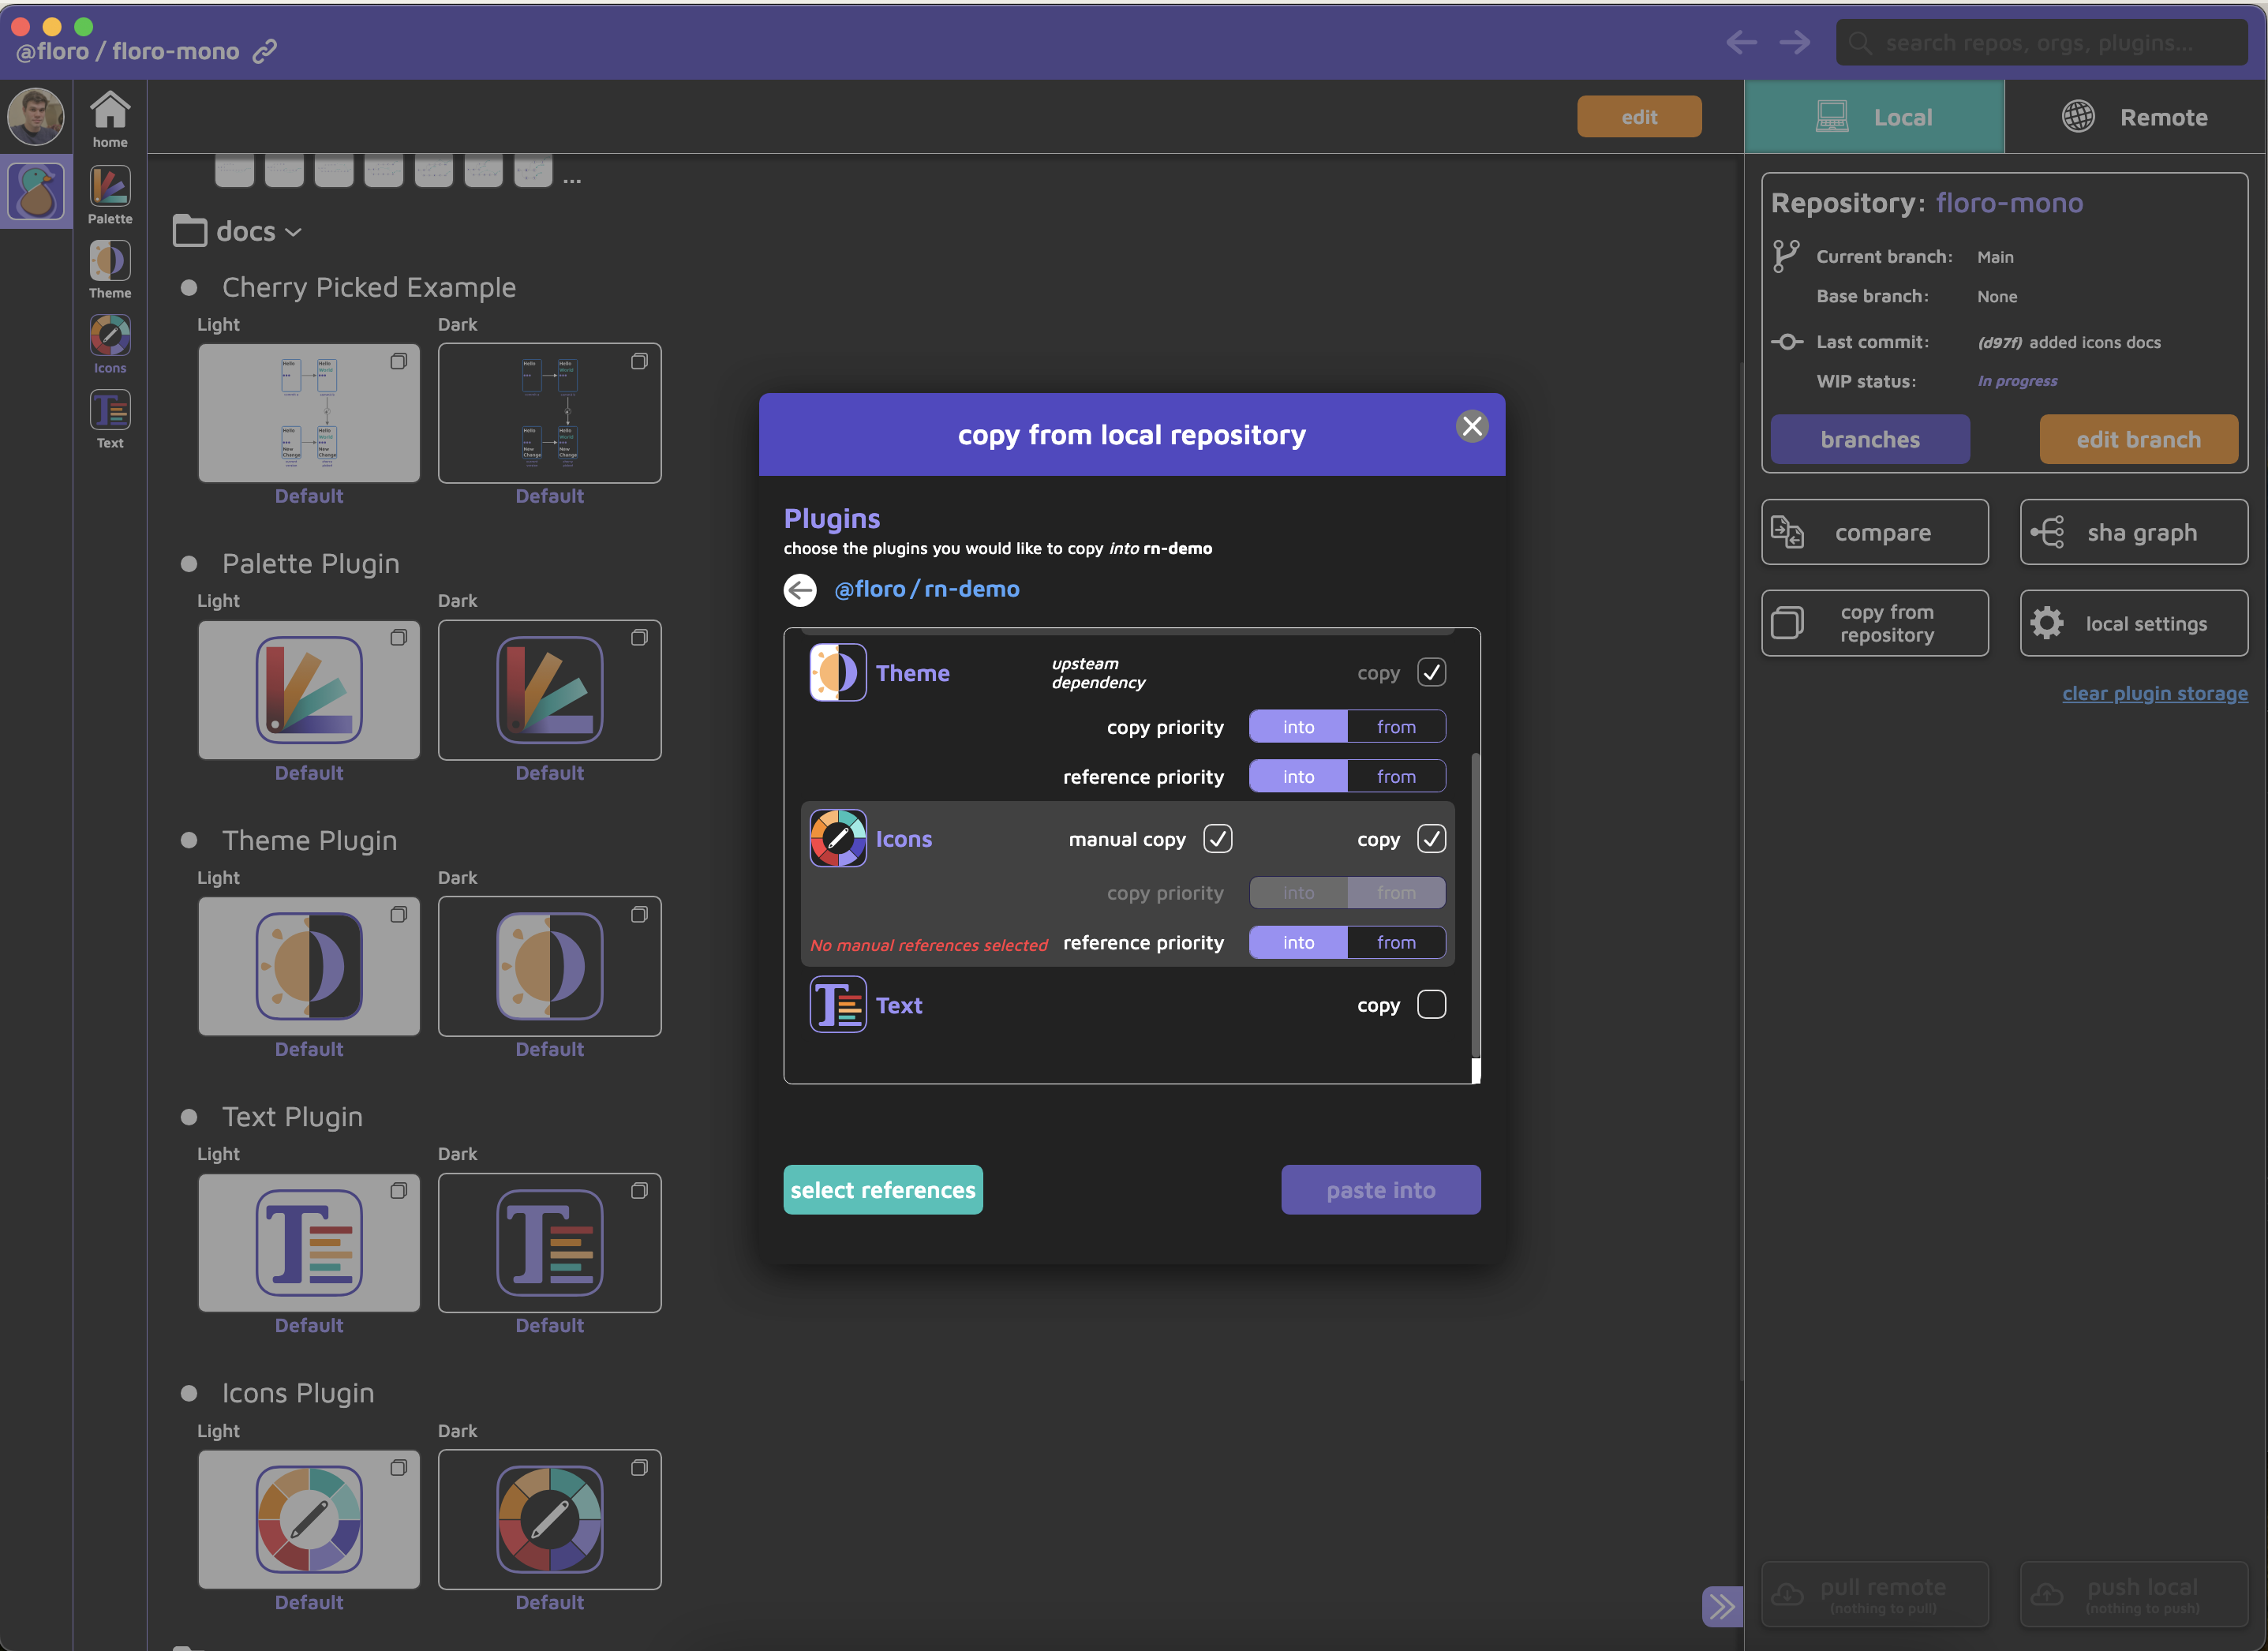 @floro / floro-mono
search repos, orgs, plugins...
home
Palette
Theme
Icons
Text
edit
...
docs
Cherry Picked Example
Light
Dark
Default
Default
Palette Plugin
Light
Dark
Default
Default
Theme Plugin
Light
Dark
Default
Default
Text Plugin
Light
Dark
Default
Default
Icons Plugin
Light
Dark
Default
Default
copy from local repository
Plugins
choose the plugins you would like to copy into rn-demo
@floro / rn-demo
Theme
upsteam
dependency
copy
copy priority
into
from
reference priority
into
from
Icons
manual copy
copy
copy priority
into
from
No manual references selected
reference priority
into
from
Text
copy
select references
paste into
Local
Remote
Repository: floro-mono
Current branch: Main
Base branch: None
Last commit: (d97f) added icons docs
WIP status: In progress
branches
edit branch
compare
sha graph
copy from
repository
local settings
clear plugin storage
pull remote
(nothing to pull)
push local
(nothing to push)